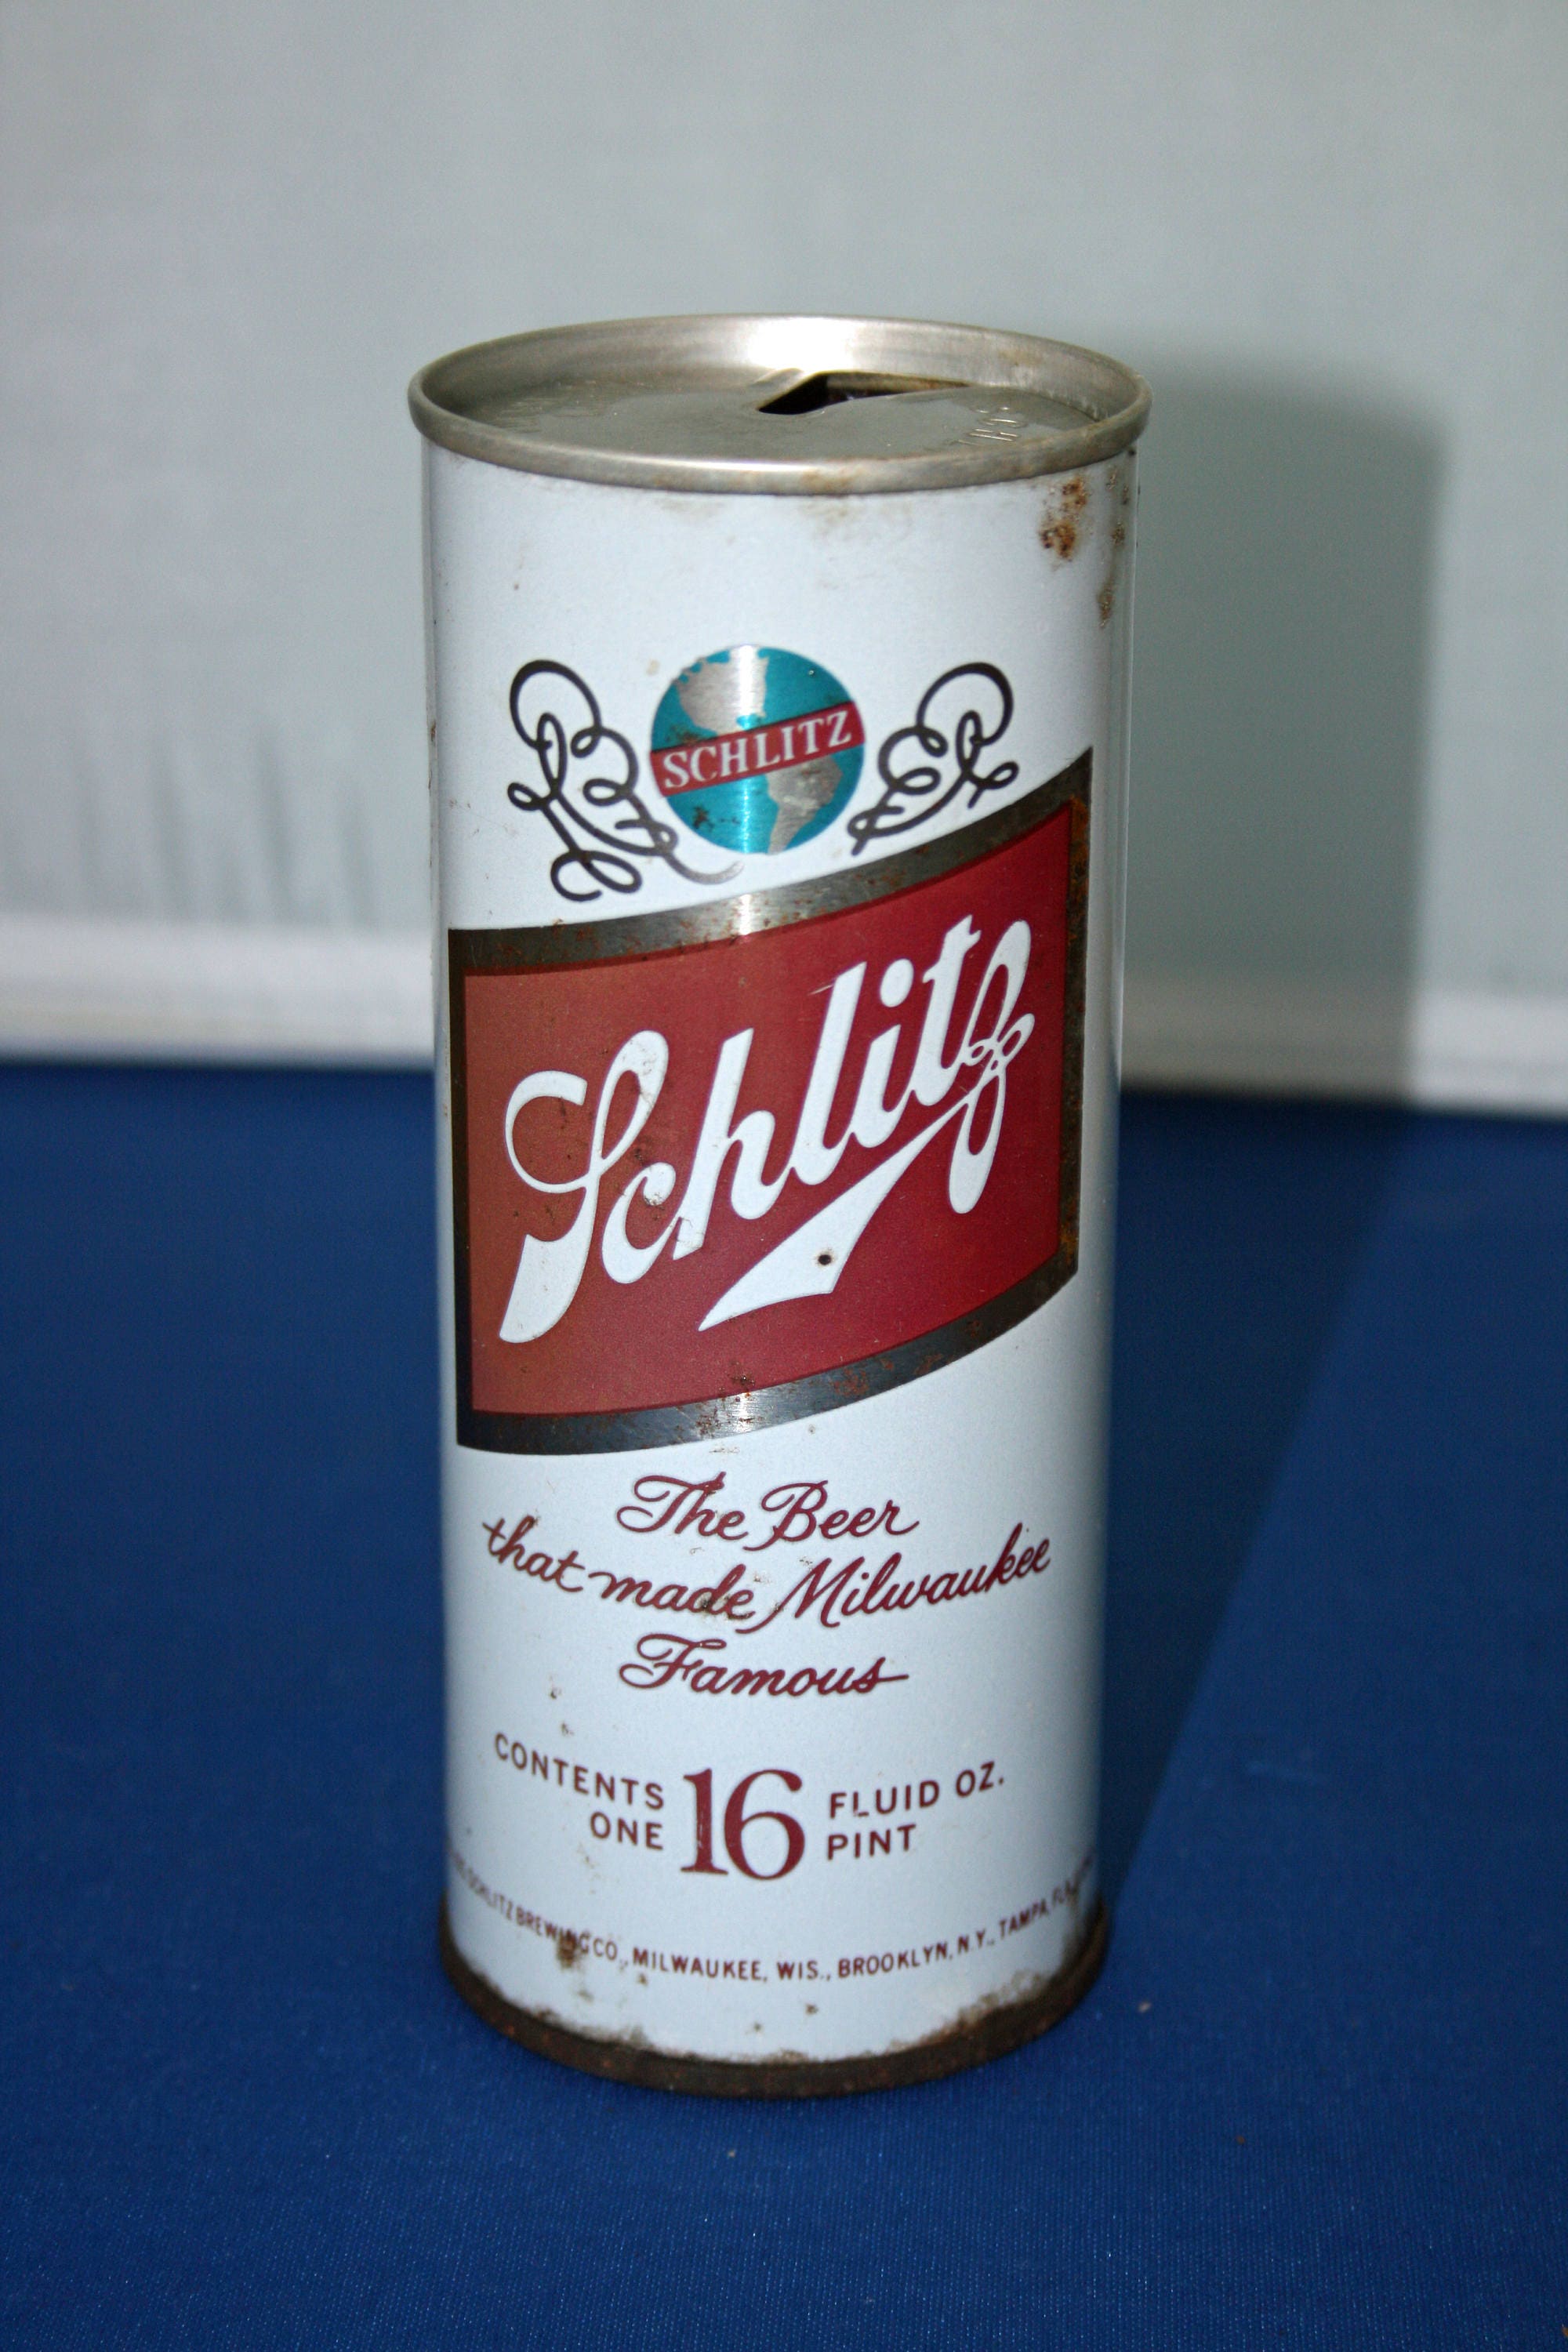 SCHLITZ
Schlitz
The Beer
that made Milwaukee
Famous
CONTENTS 16 FLUID OZ.
ONE PINT
SCHLITZ BREWING CO., MILWAUKEE, WIS., BROOKLYN, N.Y., TAMPA, FLA.